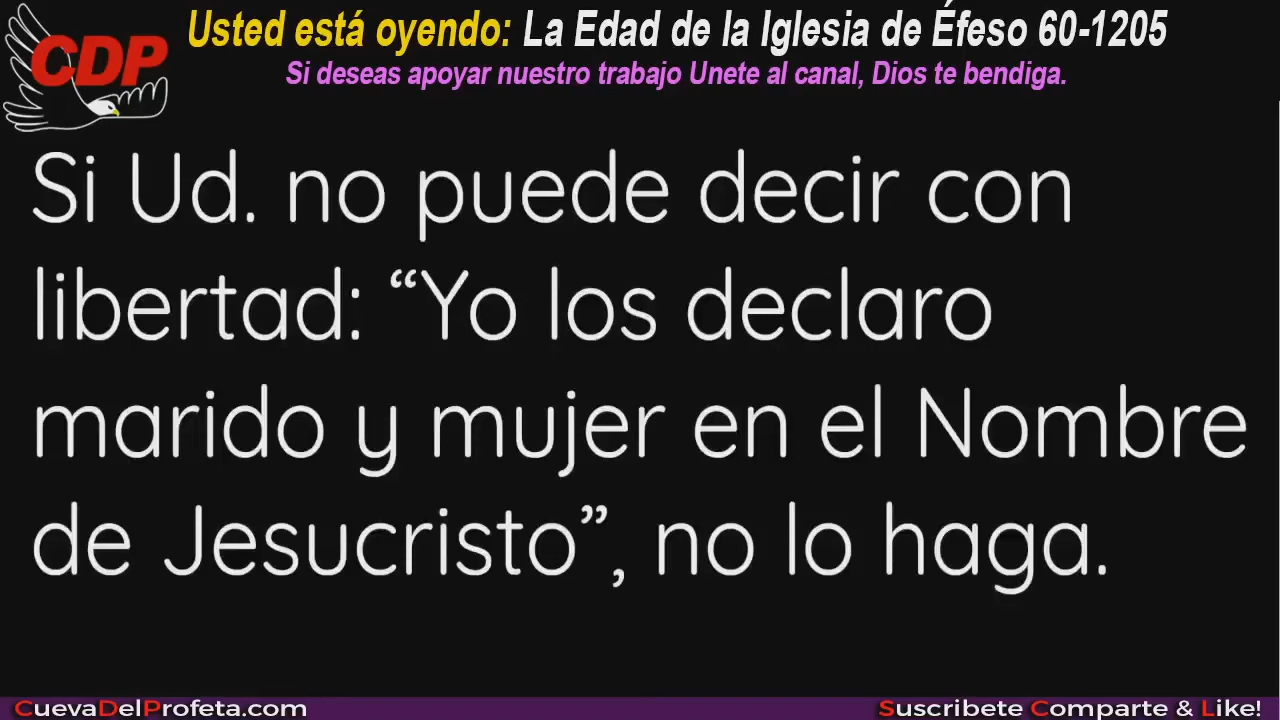 CDP
Usted está oyendo: La Edad de la Iglesia de Éfeso 60-1205
Si deseas apoyar nuestro trabajo Unete al canal, Dios te bendiga.
Si Ud. no puede decir con
libertad: “Yo los declaro
marido y mujer en el Nombre
de Jesucristo”, no lo haga.
CuevaDelProfeta.com
Suscribete Comparte & Like!